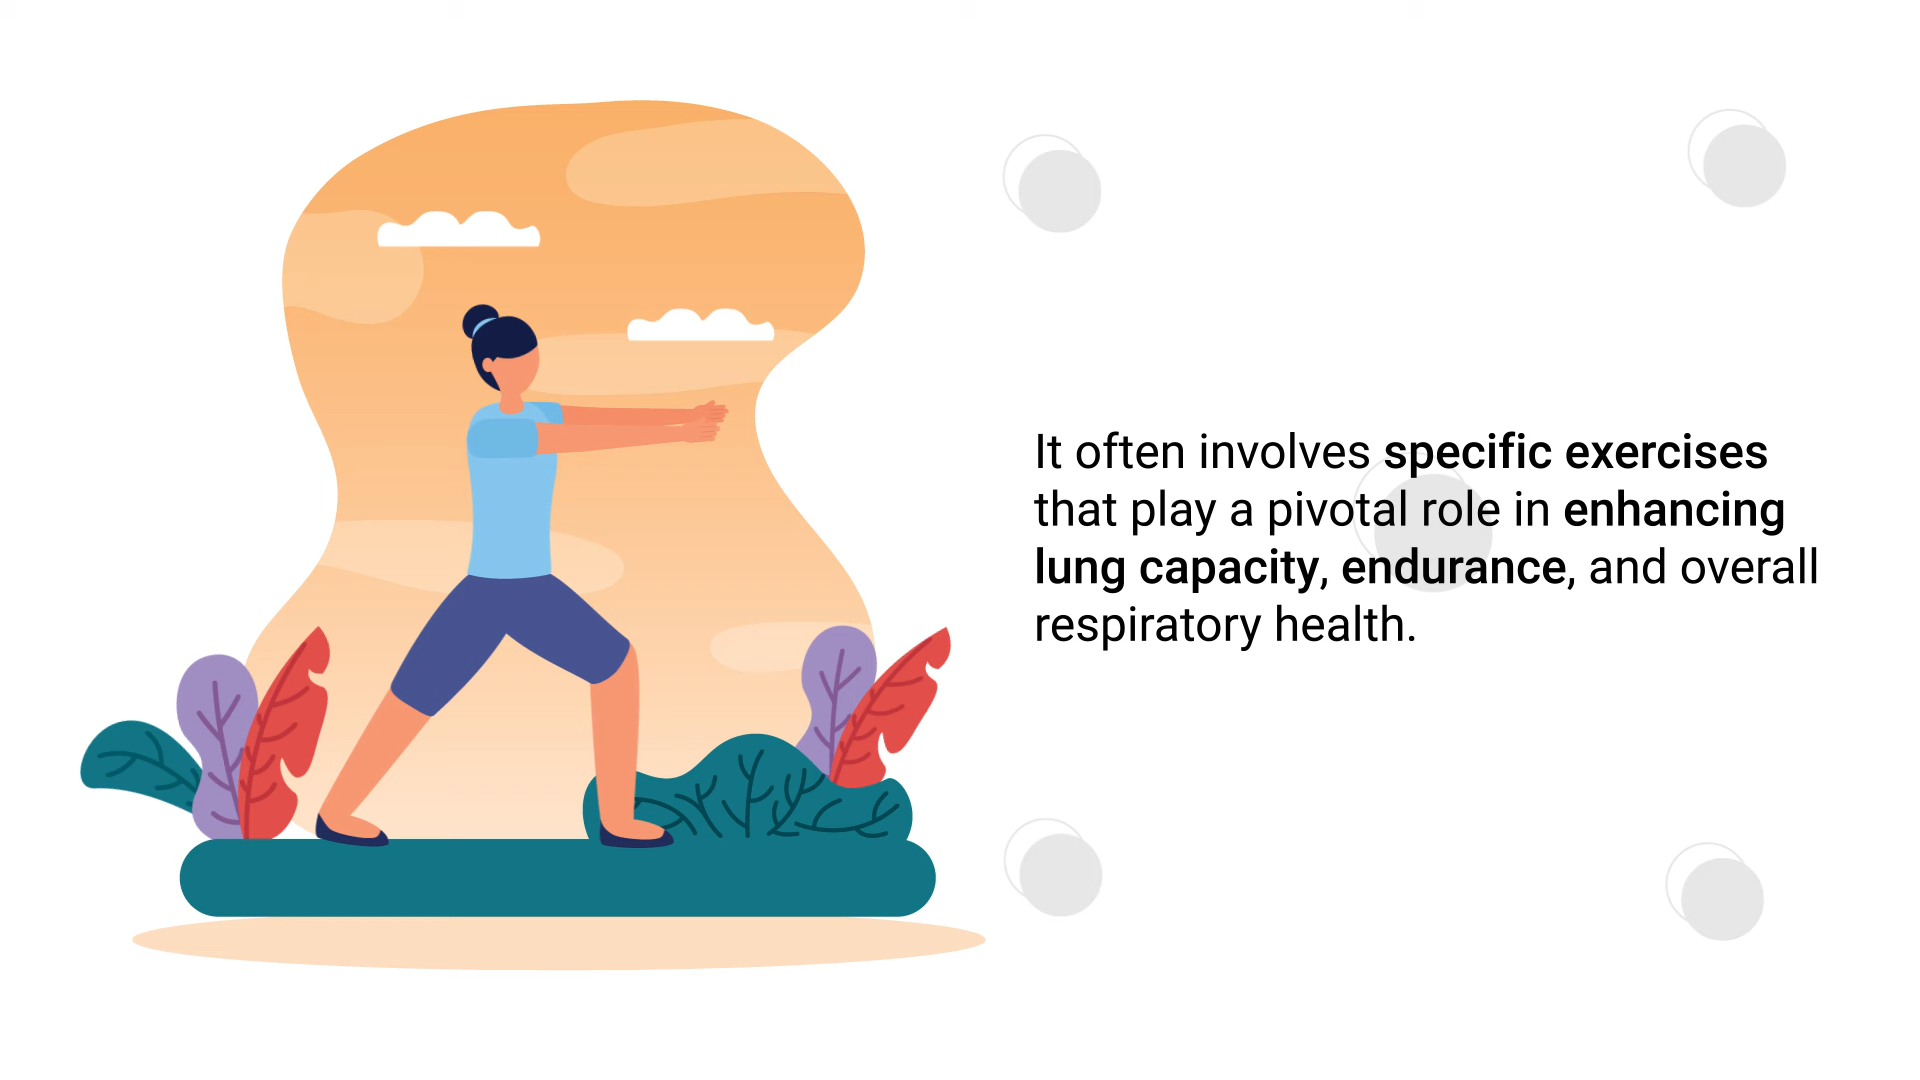 It often involves specific exercises
that play a pivotal role in enhancing
lung capacity, endurance, and overall
respiratory health.